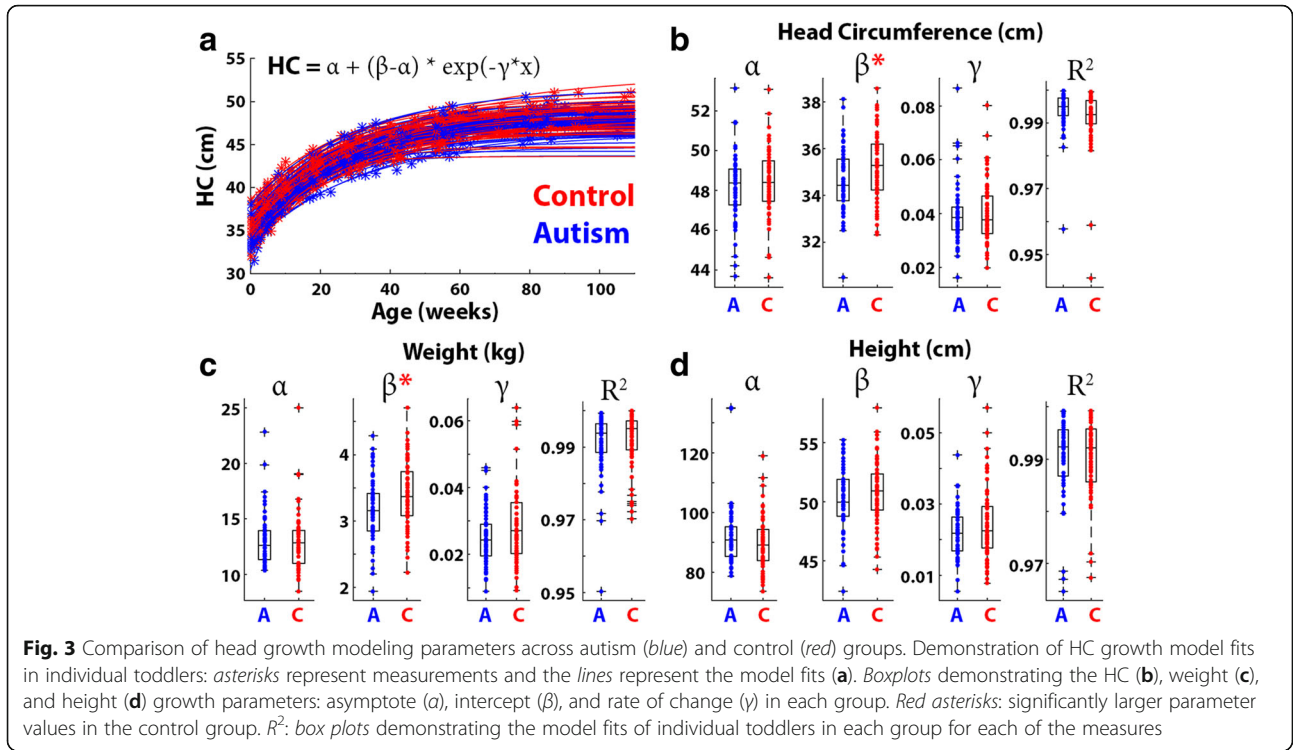 a
HC = α + (β-α) * exp(-γ*x)
55
50
45
40
35
30
HC (cm)
Control
Autism
0 20 40 60 80 100
Age (weeks)
b
Head Circumference (cm)
α β* γ R²
52
50
48
46
44
38
36
34
32
0.08
0.06
0.04
0.02
0.99
0.97
0.95
A C A C A C A C
c
Weight (kg)
α β* γ R²
25
20
15
10
4
3
2
0.06
0.04
0.02
0.99
0.97
0.95
A C A C A C A C
d
Height (cm)
α β γ R²
120
100
80
55
50
45
0.05
0.03
0.01
0.99
0.97
A C A C A C A C
Fig. 3 Comparison of head growth modeling parameters across autism (blue) and control (red) groups. Demonstration of HC growth model fits
in individual toddlers: asterisks represent measurements and the lines represent the model fits (a). Boxplots demonstrating the HC (b), weight (c),
and height (d) growth parameters: asymptote (α), intercept (β), and rate of change (γ) in each group. Red asterisks: significantly larger parameter
values in the control group. R²: box plots demonstrating the model fits of individual toddlers in each group for each of the measures